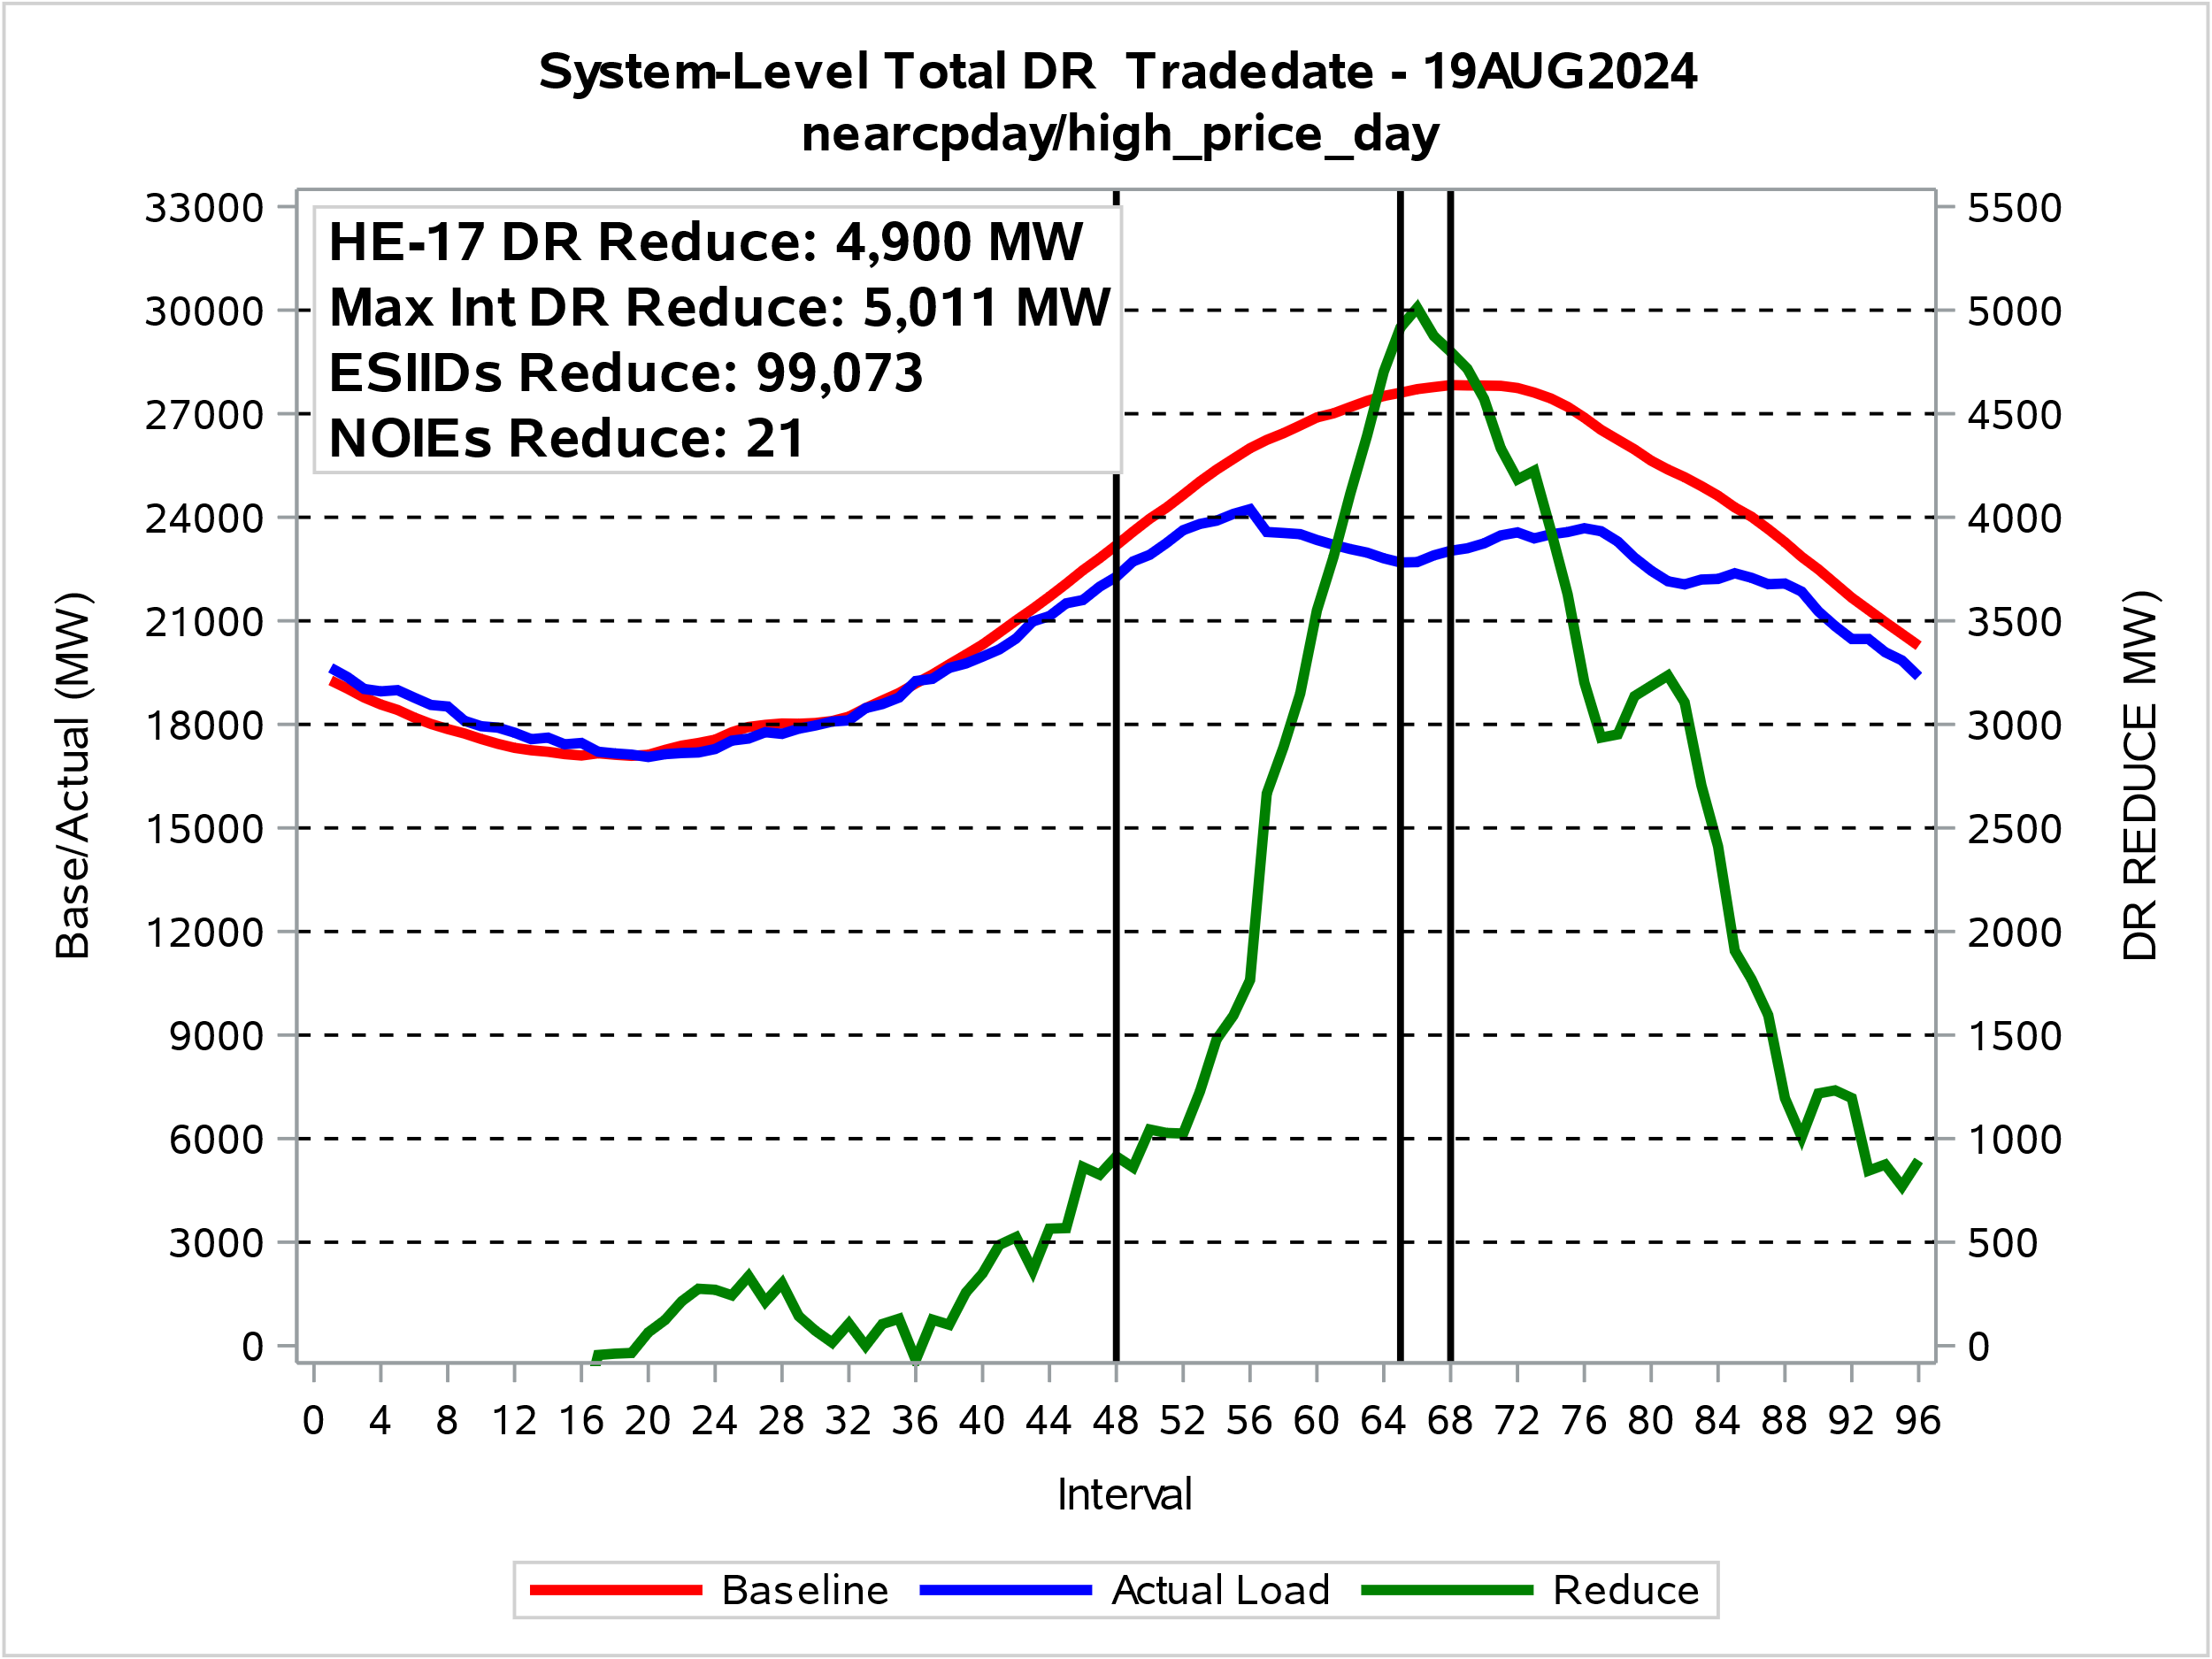 System-Level Total DR  Tradedate - 19AUG2024
nearcpday/high_price_day
HE-17 DR Reduce: 4,900 MW
Max Int DR Reduce: 5,011 MW
ESIIDs Reduce: 99,073
NOIEs Reduce: 21
Base/Actual (MW)
33000
30000
27000
24000
21000
18000
15000
12000
9000
6000
3000
0
5500
5000
4500
4000
3500
3000
2500
2000
1500
1000
500
0
DR REDUCE MW)
0 4 8 12 16 20 24 28 32 36 40 44 48 52 56 60 64 68 72 76 80 84 88 92 96
Interval
Baseline Actual Load Reduce